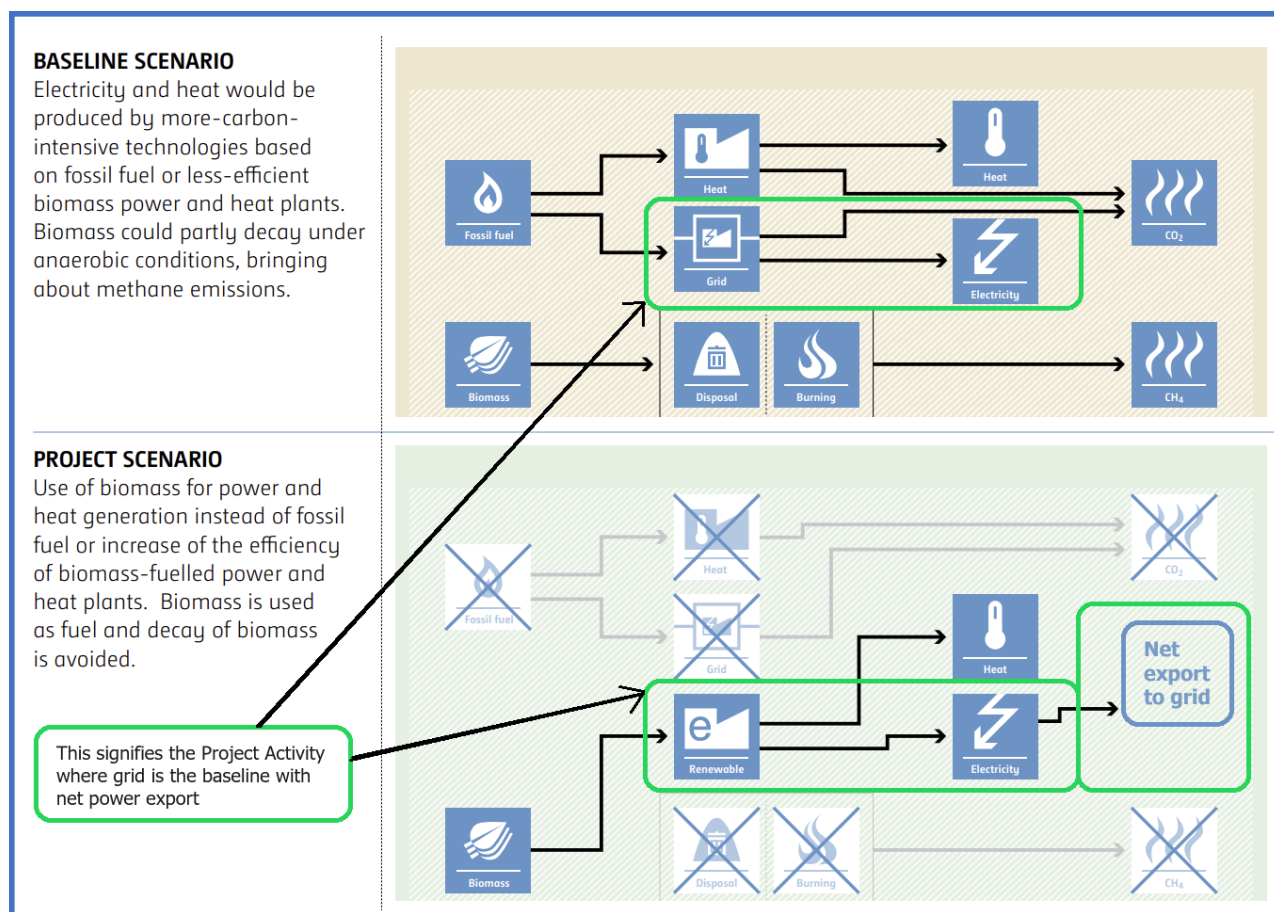 BASELINE SCENARIO
Electricity and heat would be
produced by more-carbon-
intensive technologies based
on fossil fuel or less-efficient
biomass power and heat plants.
Biomass could partly decay under
anaerobic conditions, bringing
about methane emissions.
Fossil fuel
Heat
Heat
Grid
Electricity
CO₂
Biomass
Disposal
Burning
CH₄
PROJECT SCENARIO
Use of biomass for power and
heat generation instead of fossil
fuel or increase of the efficiency
of biomass-fuelled power and
heat plants. Biomass is used
as fuel and decay of biomass
is avoided.
This signifies the Project Activity
where grid is the baseline with
net power export
Fossil fuel
Heat
CO₂
Grid
Heat
e
Renewable
Electricity
Net
export
to grid
Biomass
Disposal
Burning
CH₄